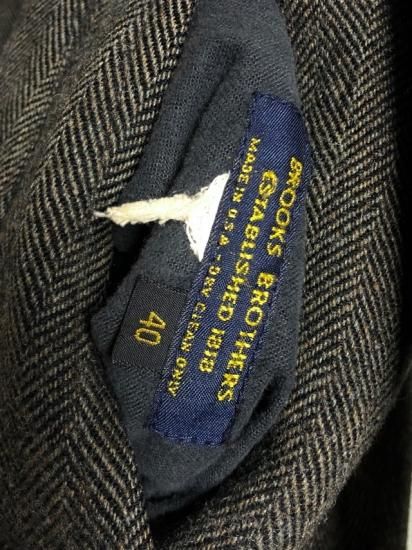 BROOKS BROTHERS
ESTABLISHED 1818
MADE IN U.S.A - DRY CLEAN ONLY
40